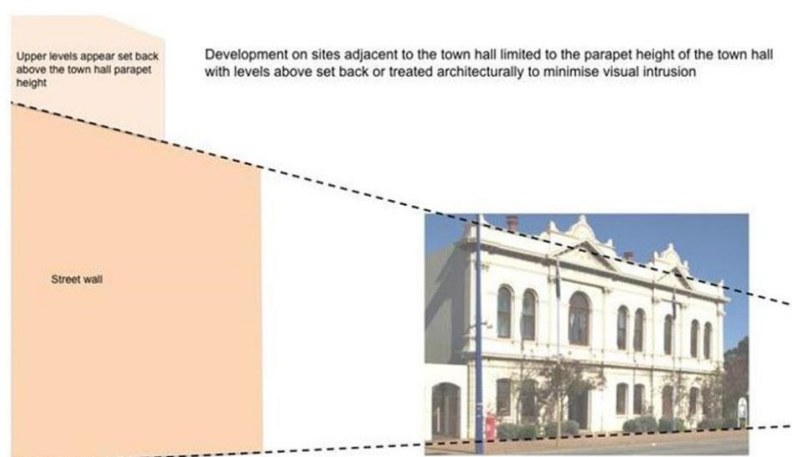 Upper levels appear set back
above the town hall parapet
height
Development on sites adjacent to the town hall limited to the parapet height of the town hall
with levels above set back or treated architecturally to minimise visual intrusion
Street wall